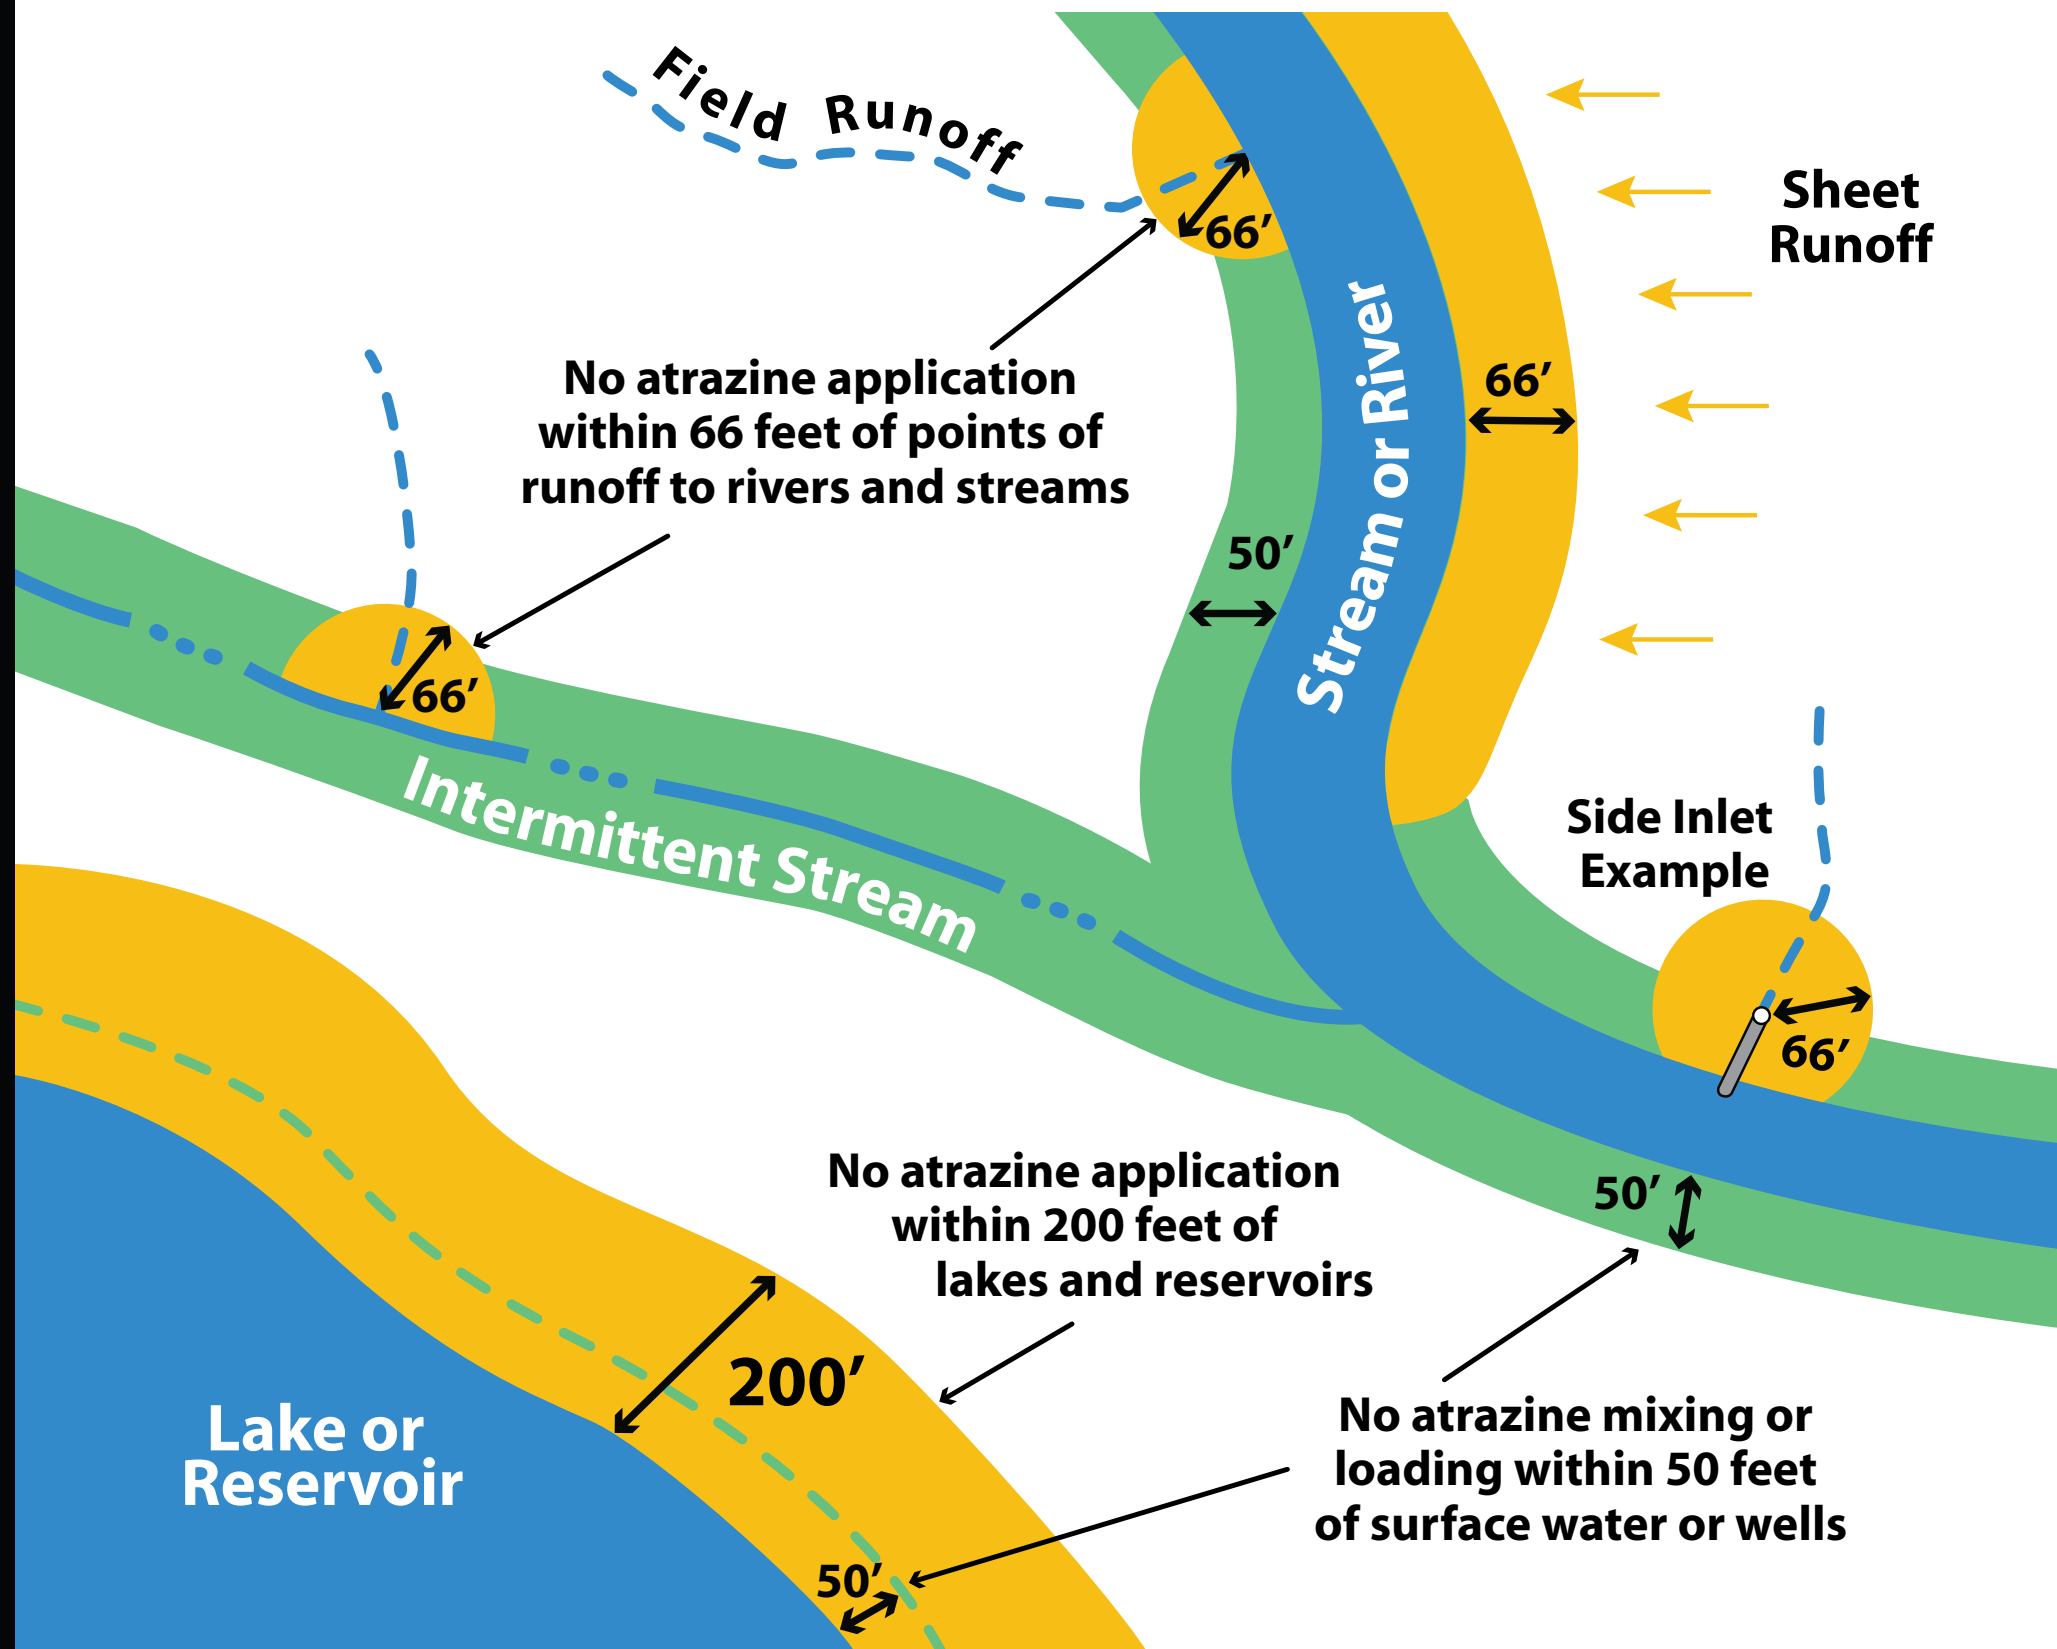 Field Runoff
66′
Sheet
Runoff
No atrazine application
within 66 feet of points of
runoff to rivers and streams
Stream or River
66′
50′
66′
Intermittent Stream
Side Inlet
Example
66′
No atrazine application
within 200 feet of
lakes and reservoirs
50′
200′
Lake or
Reservoir
No atrazine mixing or
loading within 50 feet
of surface water or wells
50′